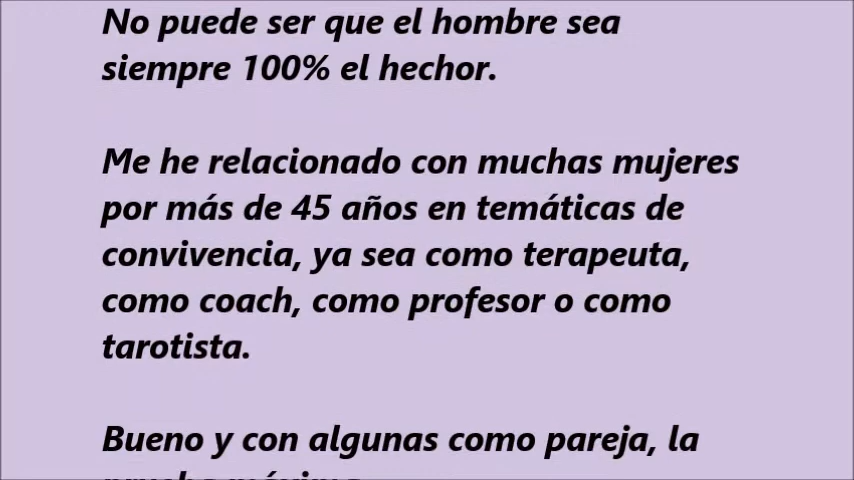 No puede ser que el hombre sea
siempre 100% el hechor.
Me he relacionado con muchas mujeres
por más de 45 años en temáticas de
convivencia, ya sea como terapeuta,
como coach, como profesor o como
tarotista.
Bueno y con algunas como pareja, la